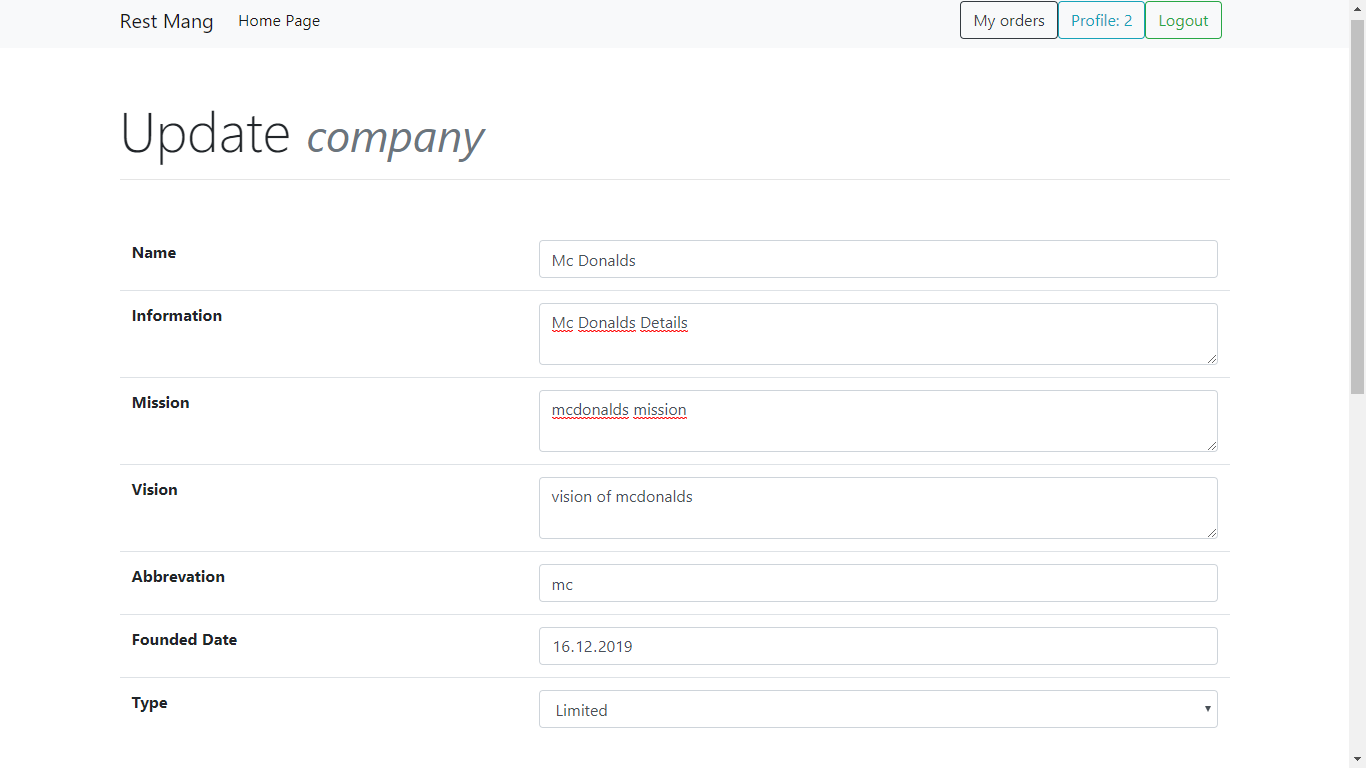 Rest Mang Home Page My orders Profile: 2 Logout
Update company
Name Mc Donalds
Information Mc Donalds Details
Mission mcdonalds mission
Vision vision of mcdonalds
Abbrevation mc
Founded Date 16.12.2019
Type Limited